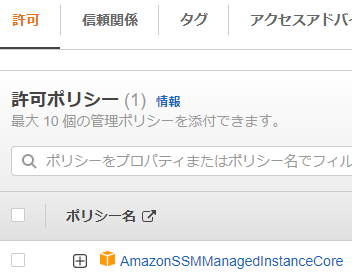 許可 信頼関係 タグ アクセスアドバイ
許可ポリシー (1) 情報
最大 10 個の管理ポリシーを添付できます。
ポリシーをプロパティまたはポリシー名でフィル
ポリシー名
AmazonSSMManagedInstanceCore